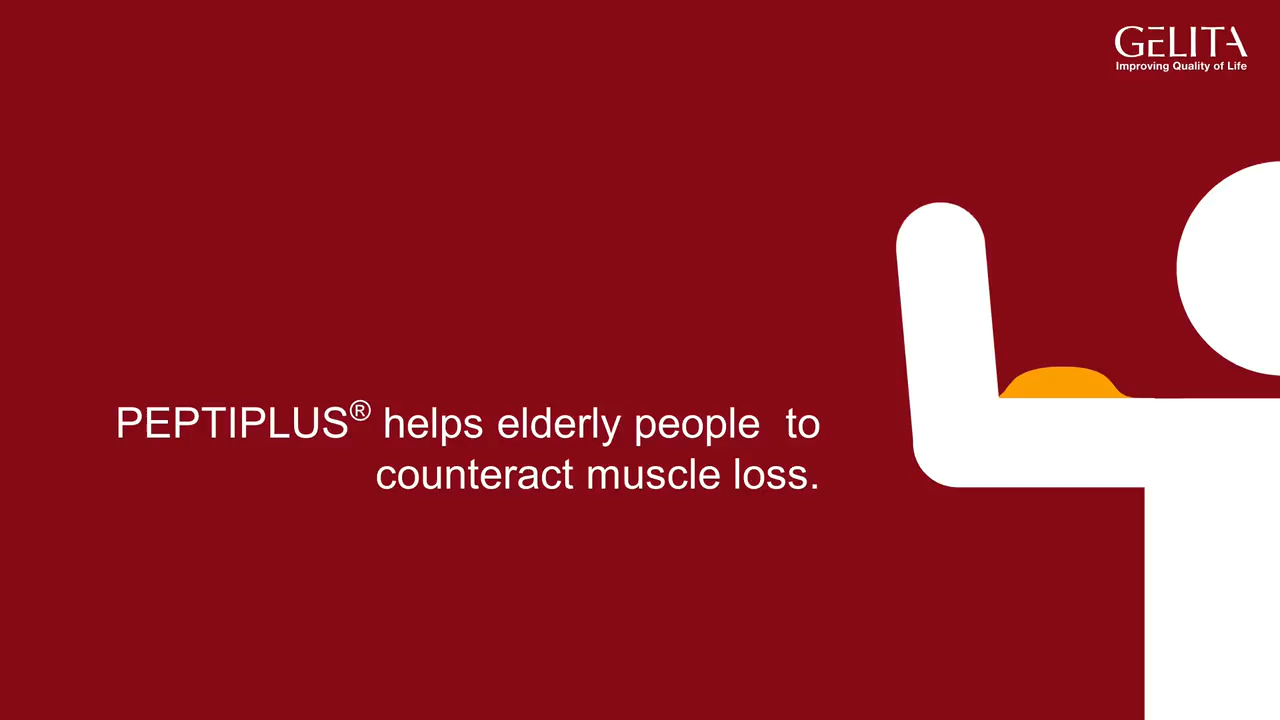 GELITA
Improving Quality of Life
PEPTIPLUS® helps elderly people  to
counteract muscle loss.